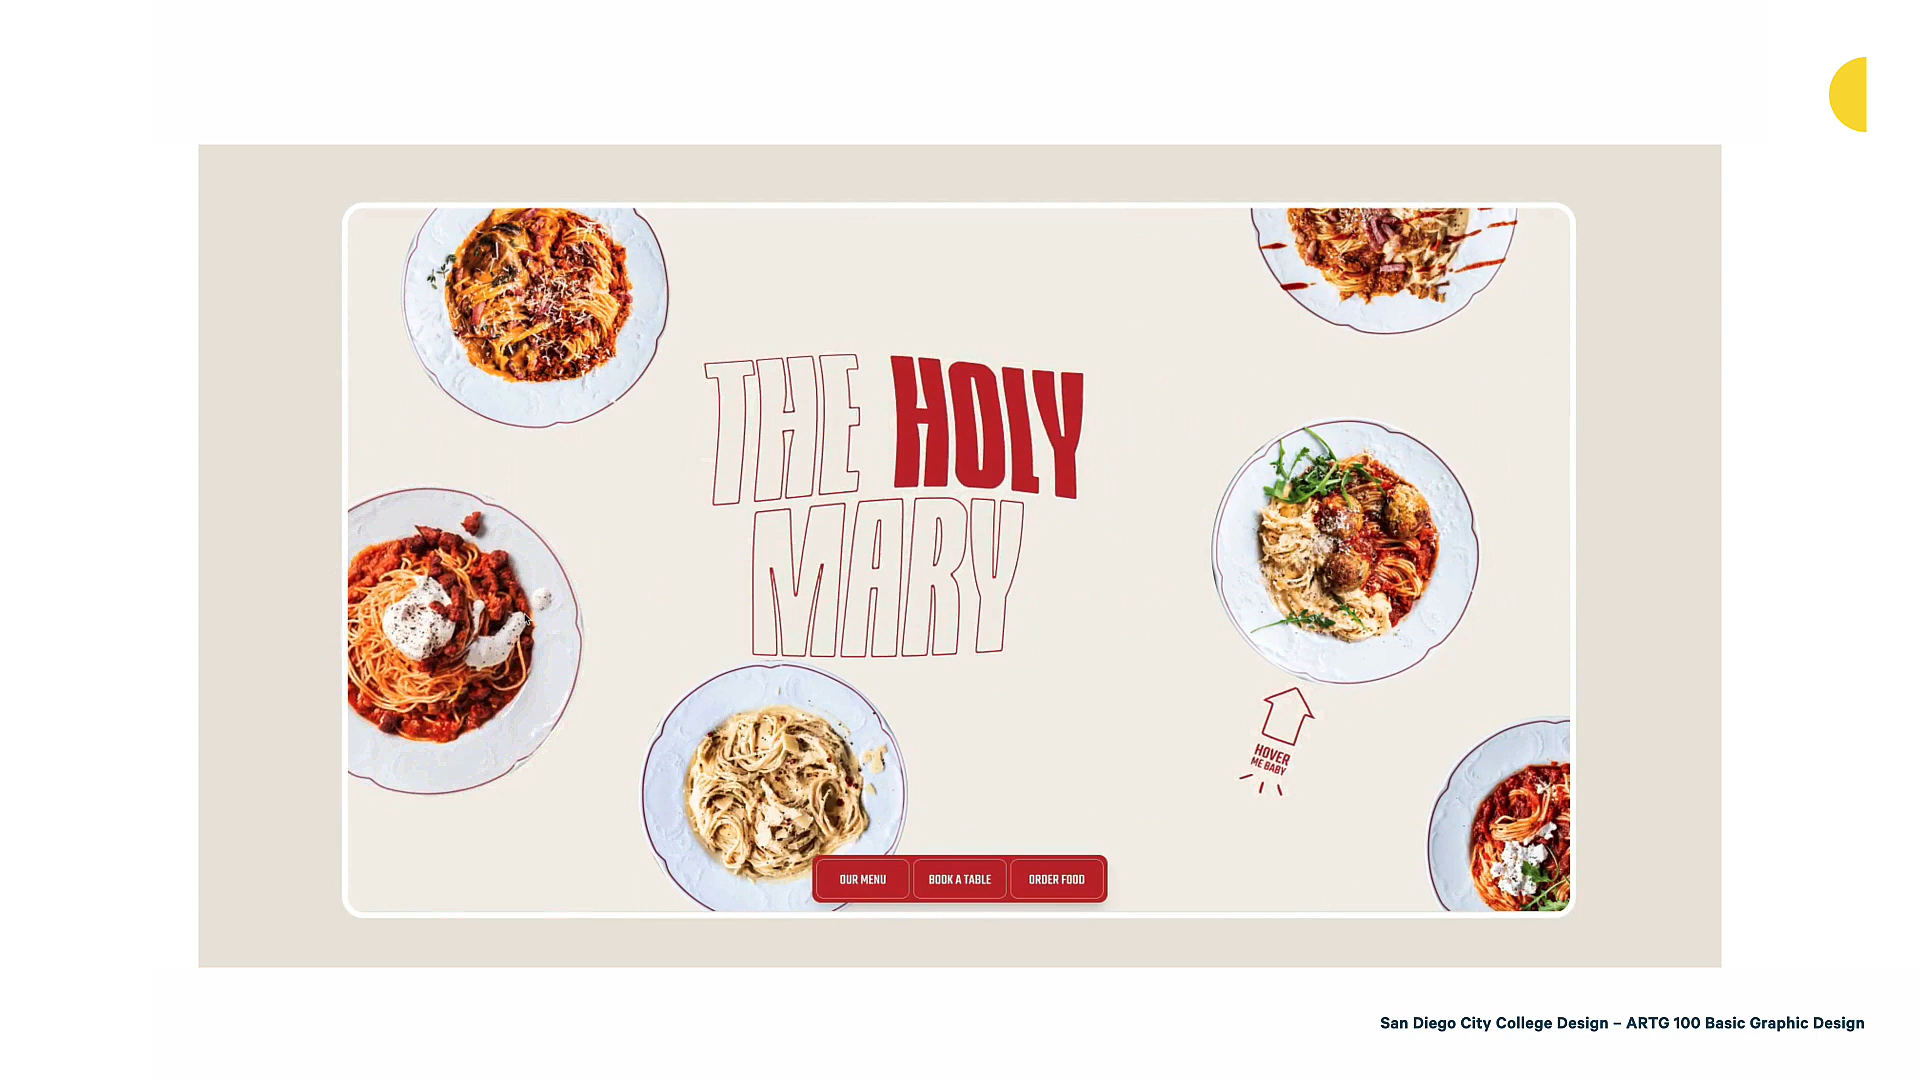 THE HOLY
MARY
HOVER
ME BABY
OUR MENU
BOOK A TABLE
ORDER FOOD
San Diego City College Design – ARTG 100 Basic Graphic Design